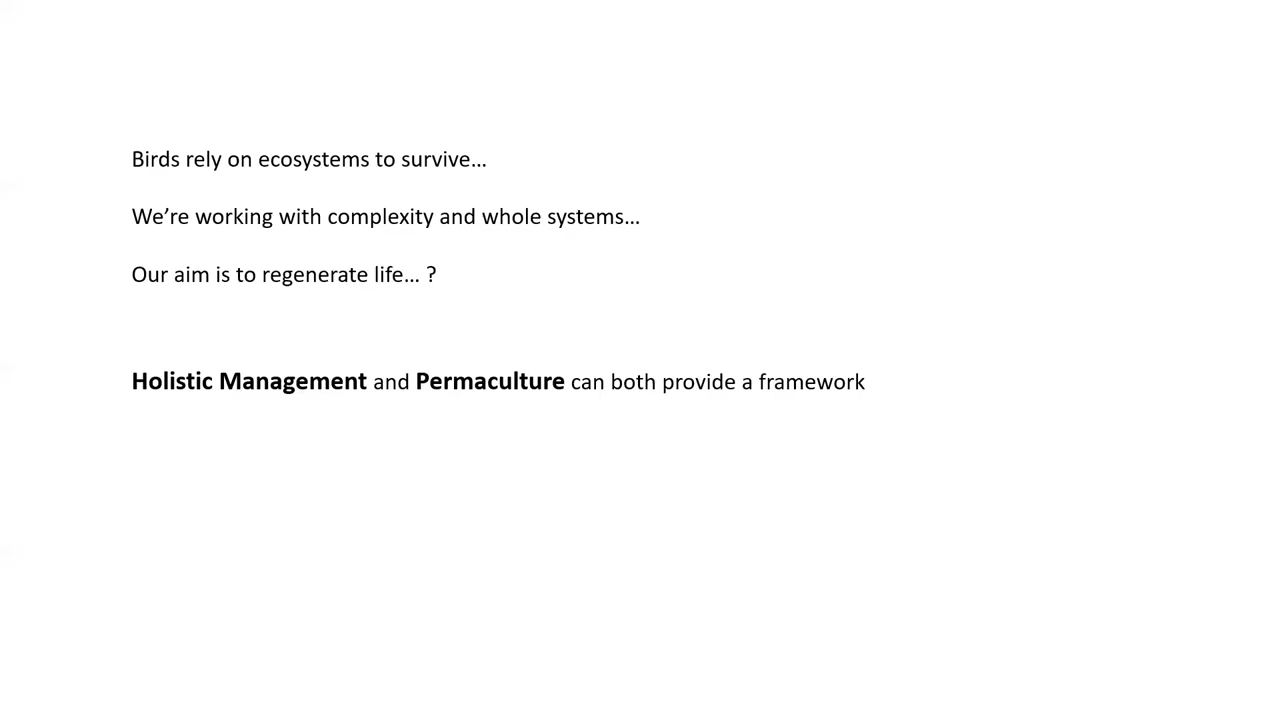 Birds rely on ecosystems to survive…
We’re working with complexity and whole systems…
Our aim is to regenerate life… ?
Holistic Management and Permaculture can both provide a framework